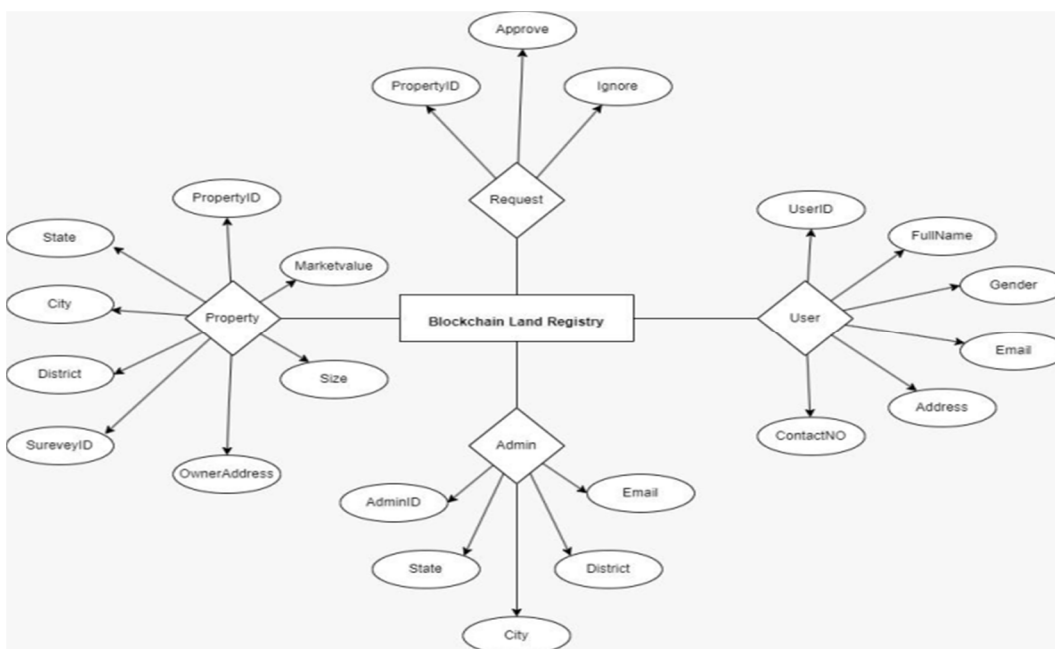 Approve
PropertyID
Ignore
Request
PropertyID
State
Marketvalue
City
Property
District
Size
SureveyID
OwnerAddress
Blockchain Land Registry
UserID
FullName
Gender
User
Email
Address
ContactNO
Admin
AdminID
Email
State
District
City